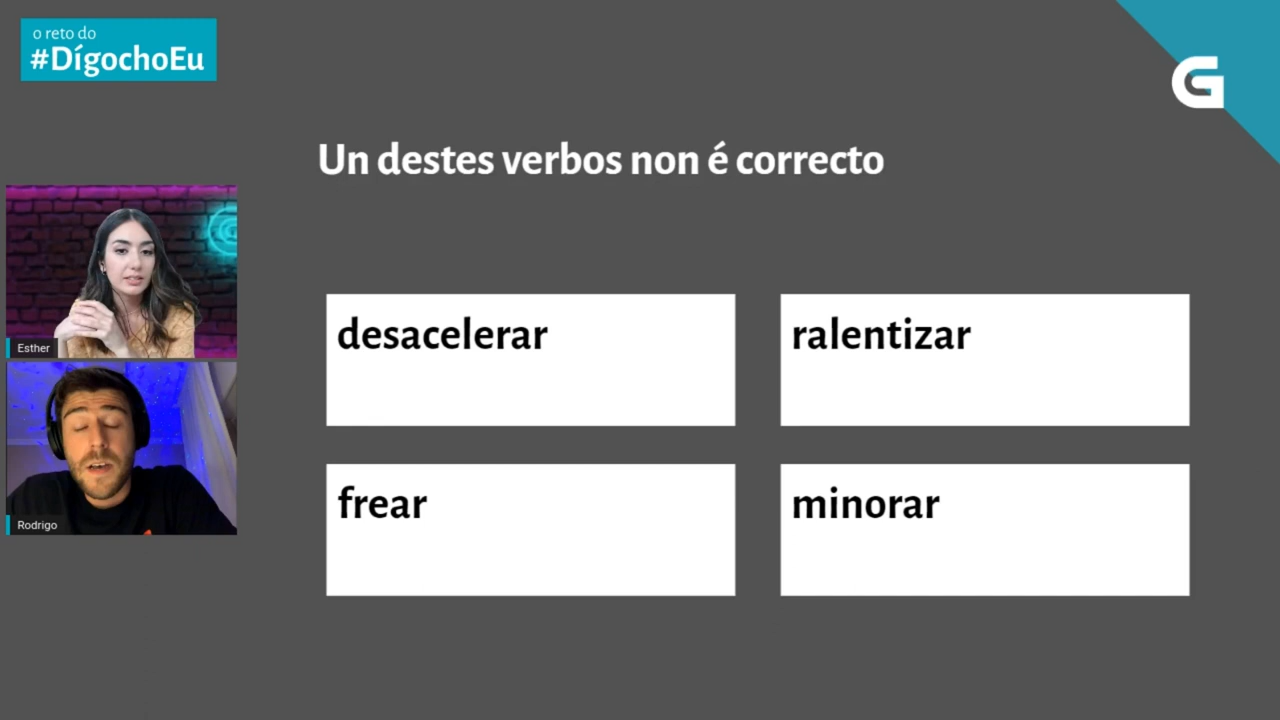 o reto do
#DígochoEu
G
Un destes verbos non é correcto
desacelerar
ralentizar
frear
minorar
Esther
Rodrigo